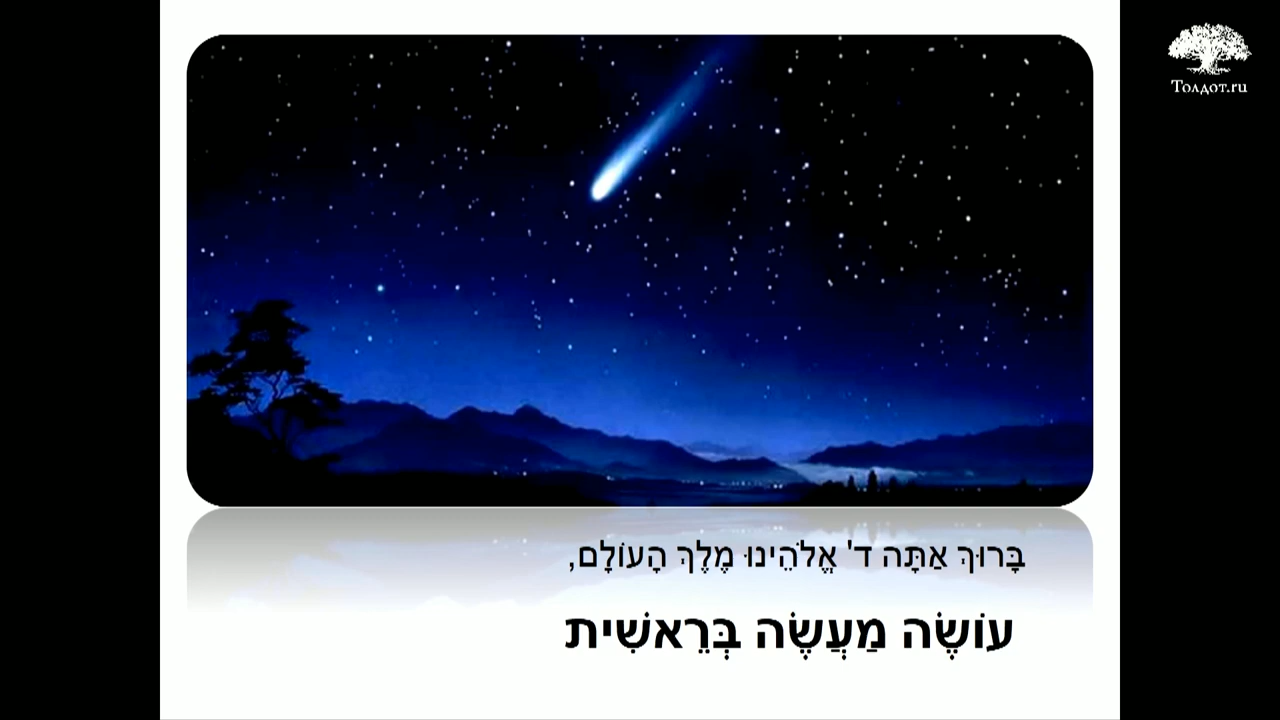 Толдот.ru
בָּרוּךְ אַתָּה ד' אֱלֹהֵינוּ מֶלֶךְ הָעוֹלָם,
עוֹשֶׂה מַעֲשֶׂה בְּרֵאשִׁית